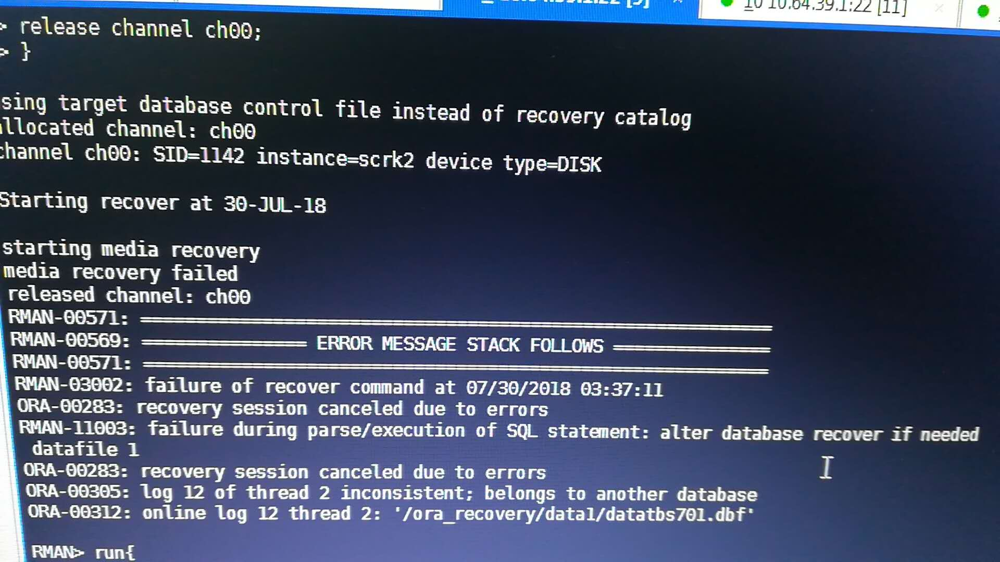 10 10.64.39.1:22 [11]
> release channel ch00;
> }
sing target database control file instead of recovery catalog
llocated channel: ch00
channel ch00: SID=1142 instance=scrk2 device type=DISK
Starting recover at 30-JUL-18
starting media recovery
media recovery failed
released channel: ch00
RMAN-00571: ===========================================================
RMAN-00569: =============== ERROR MESSAGE STACK FOLLOWS ===============
RMAN-00571: ===========================================================
RMAN-03002: failure of recover command at 07/30/2018 03:37:11
ORA-00283: recovery session canceled due to errors
RMAN-11003: failure during parse/execution of SQL statement: alter database recover if needed
datafile 1
ORA-00283: recovery session canceled due to errors
ORA-00305: log 12 of thread 2 inconsistent; belongs to another database
ORA-00312: online log 12 thread 2: '/ora_recovery/data1/datatbs701.dbf'
RMAN> run{